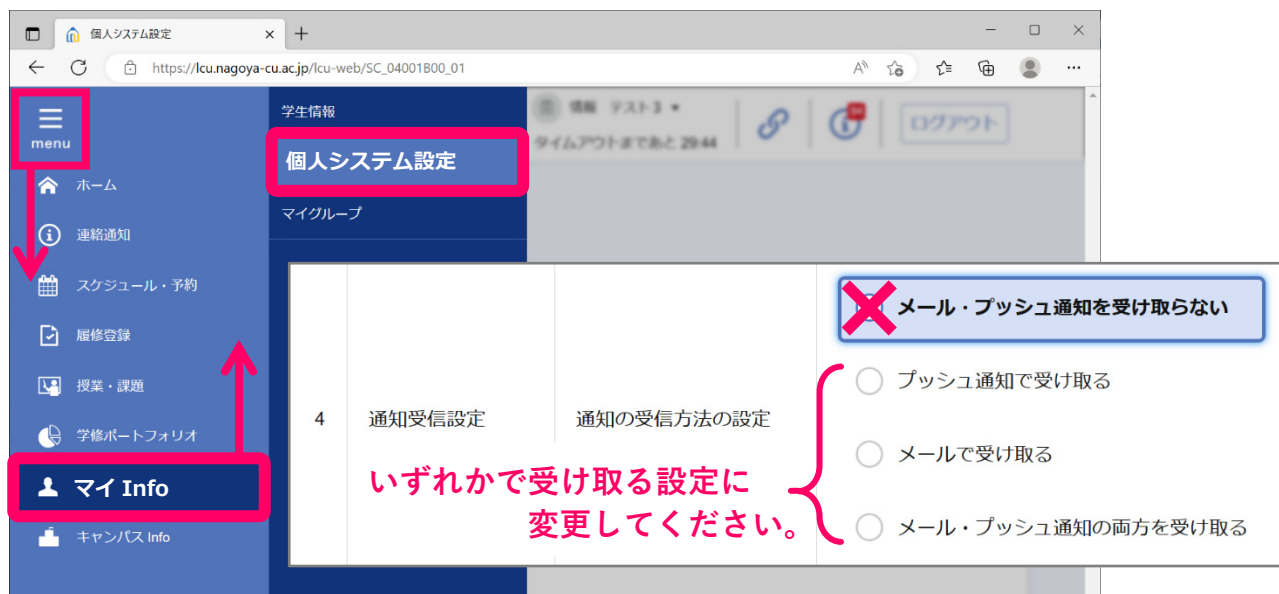 個人システム設定
https://lcu.nagoya-cu.ac.jp/lcu-web/SC_04001B00_01
menu
ホーム
連絡通知
スケジュール・予約
履修登録
授業・課題
学修ポートフォリオ
マイ Info
キャンパス Info
学生情報
個人システム設定
マイグループ
情報 テスト3
タイムアウトまであと 29:44
ログアウト
4
通知受信設定
通知の受信方法の設定
メール・プッシュ通知を受け取らない
プッシュ通知で受け取る
メールで受け取る
メール・プッシュ通知の両方を受け取る
いずれかで受け取る設定に
変更してください。